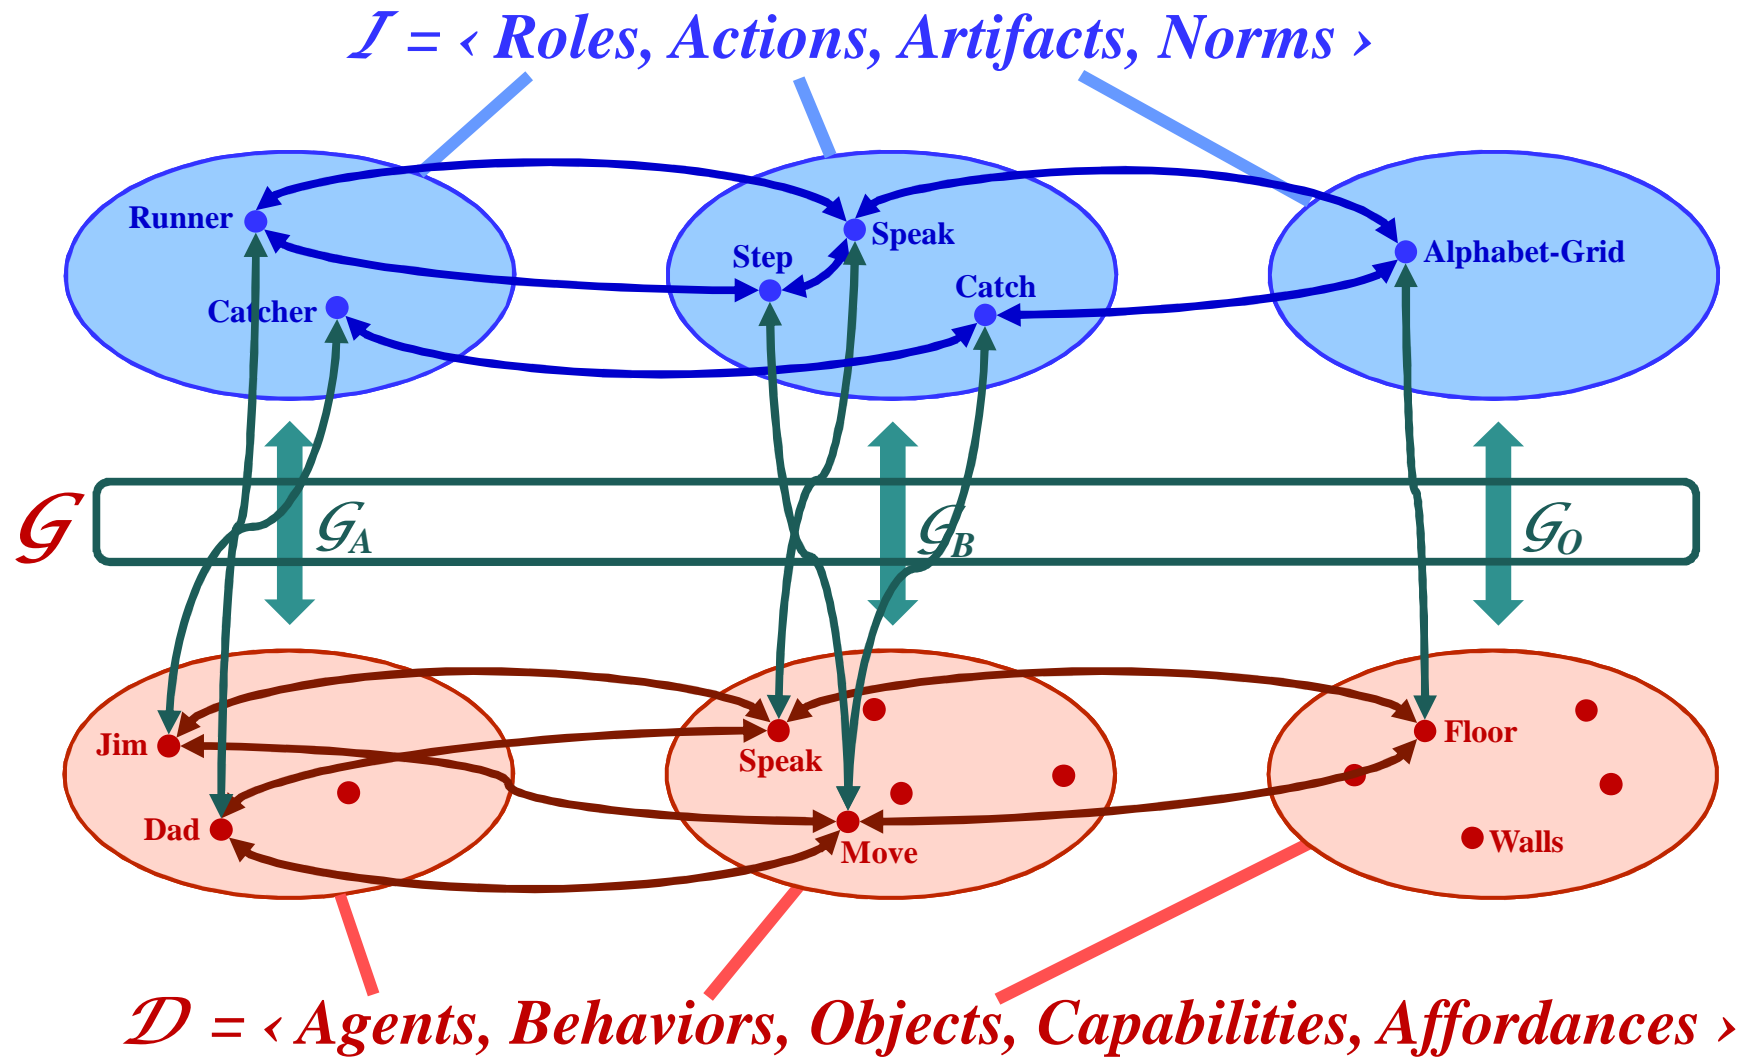 𝓘 = ‹ Roles, Actions, Artifacts, Norms ›
Runner
Speak
Step
Alphabet-Grid
Catch
Catcher
𝓖
𝓖A
𝓖B
𝓖O
Jim
Speak
Floor
Dad
Move
Walls
𝓓 = ‹ Agents, Behaviors, Objects, Capabilities, Affordances ›